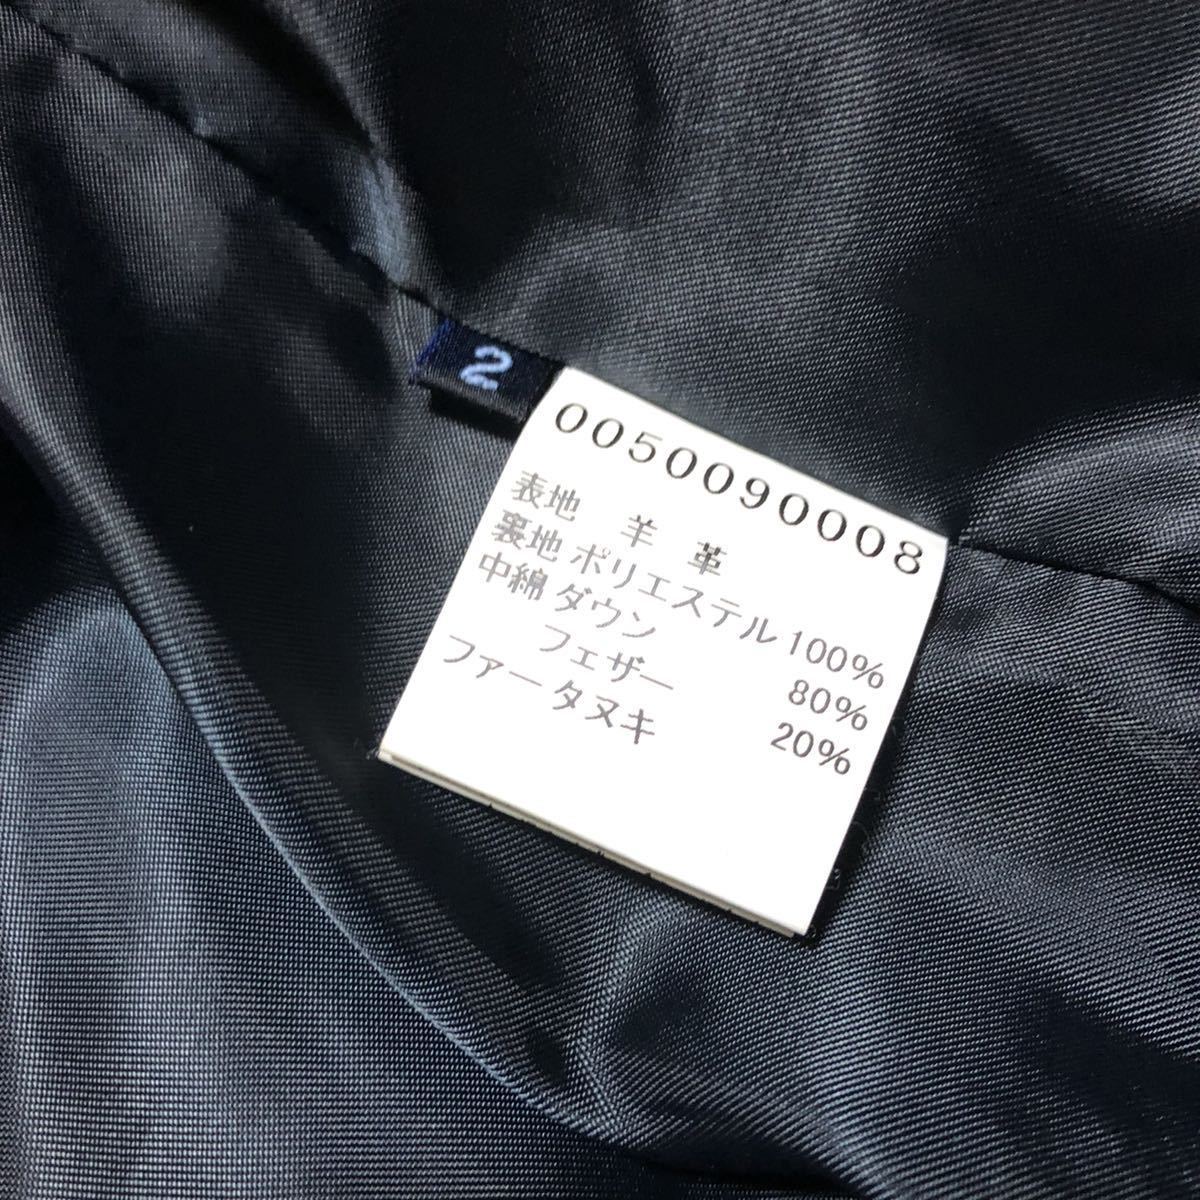 2
0050090008
表地 羊 革
裏地 ポリエステル 100%
中綿 ダウン 80%
フェザー 20%
ファータヌキ